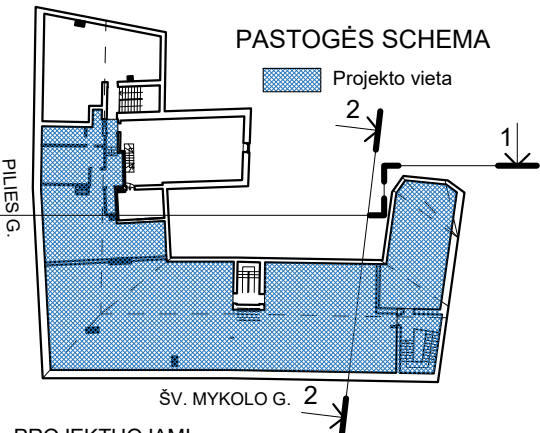 PASTOGĖS SCHEMA
Projekto vieta
2
1
PILIES G.
ŠV. MYKOLO G. 2